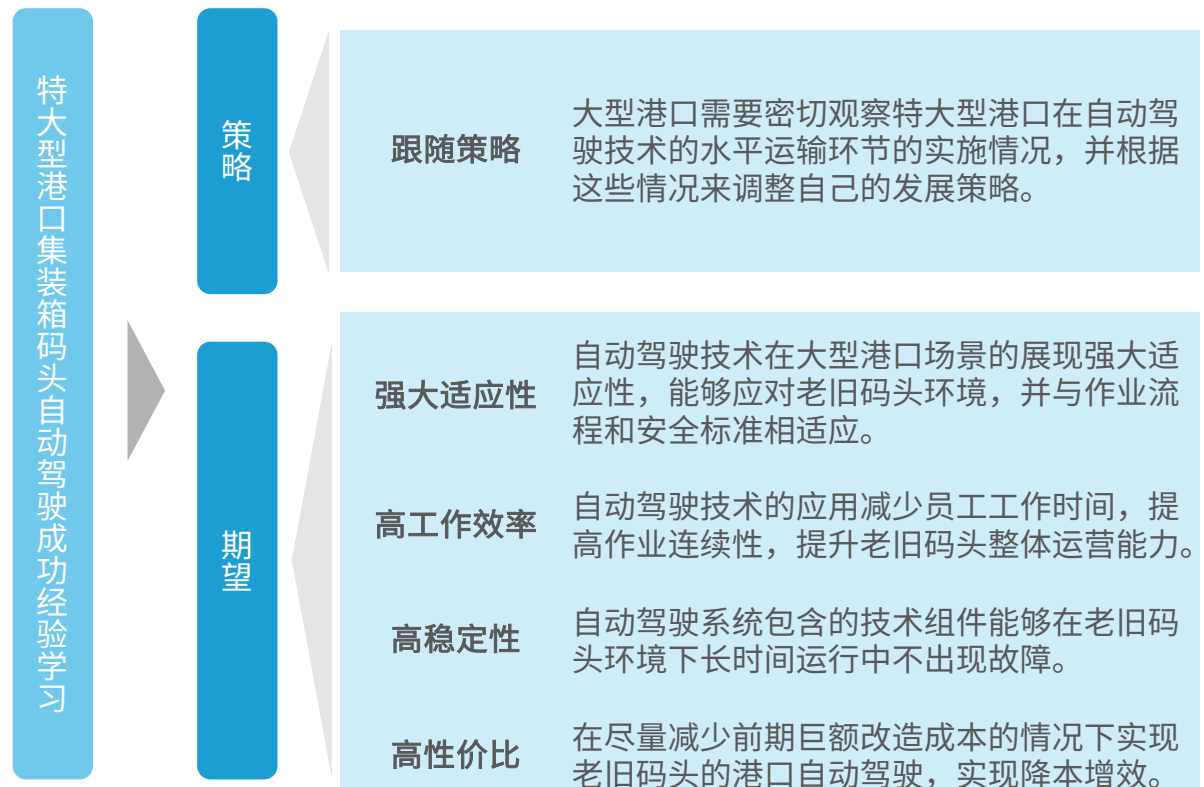 特大型港口集装箱码头自动驾驶成功经验学习
策略
跟随策略
大型港口需要密切观察特大型港口在自动驾
驶技术的水平运输环节的实施情况，并根据
这些情况来调整自己的发展策略。
期望
强大适应性
自动驾驶技术在大型港口场景的展现强大适
应性，能够应对老旧码头环境，并与作业流
程和安全标准相适应。
高工作效率
自动驾驶技术的应用减少员工工作时间，提
高作业连续性，提升老旧码头整体运营能力。
高稳定性
自动驾驶系统包含的技术组件能够在老旧码
头环境下长时间运行中不出现故障。
高性价比
在尽量减少前期巨额改造成本的情况下实现
老旧码头的港口自动驾驶，实现降本增效。